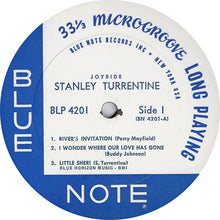 33⅓ MICROGROOVE LONG PLAYING
BLUE NOTE RECORDS INC • NEW YORK USA
JOYRIDE
STANLEY TURRENTINE
BLP 4201
Side 1
(BN 4201-A)
1. RIVER'S INVITATION (Percy Mayfield)
2. I WONDER WHERE OUR LOVE HAS GONE
(Buddy Johnson)
3. LITTLE SHERI (S. Turrentine)
BLUE HORIZON MUSIC - BMI
BLUE
NOTE